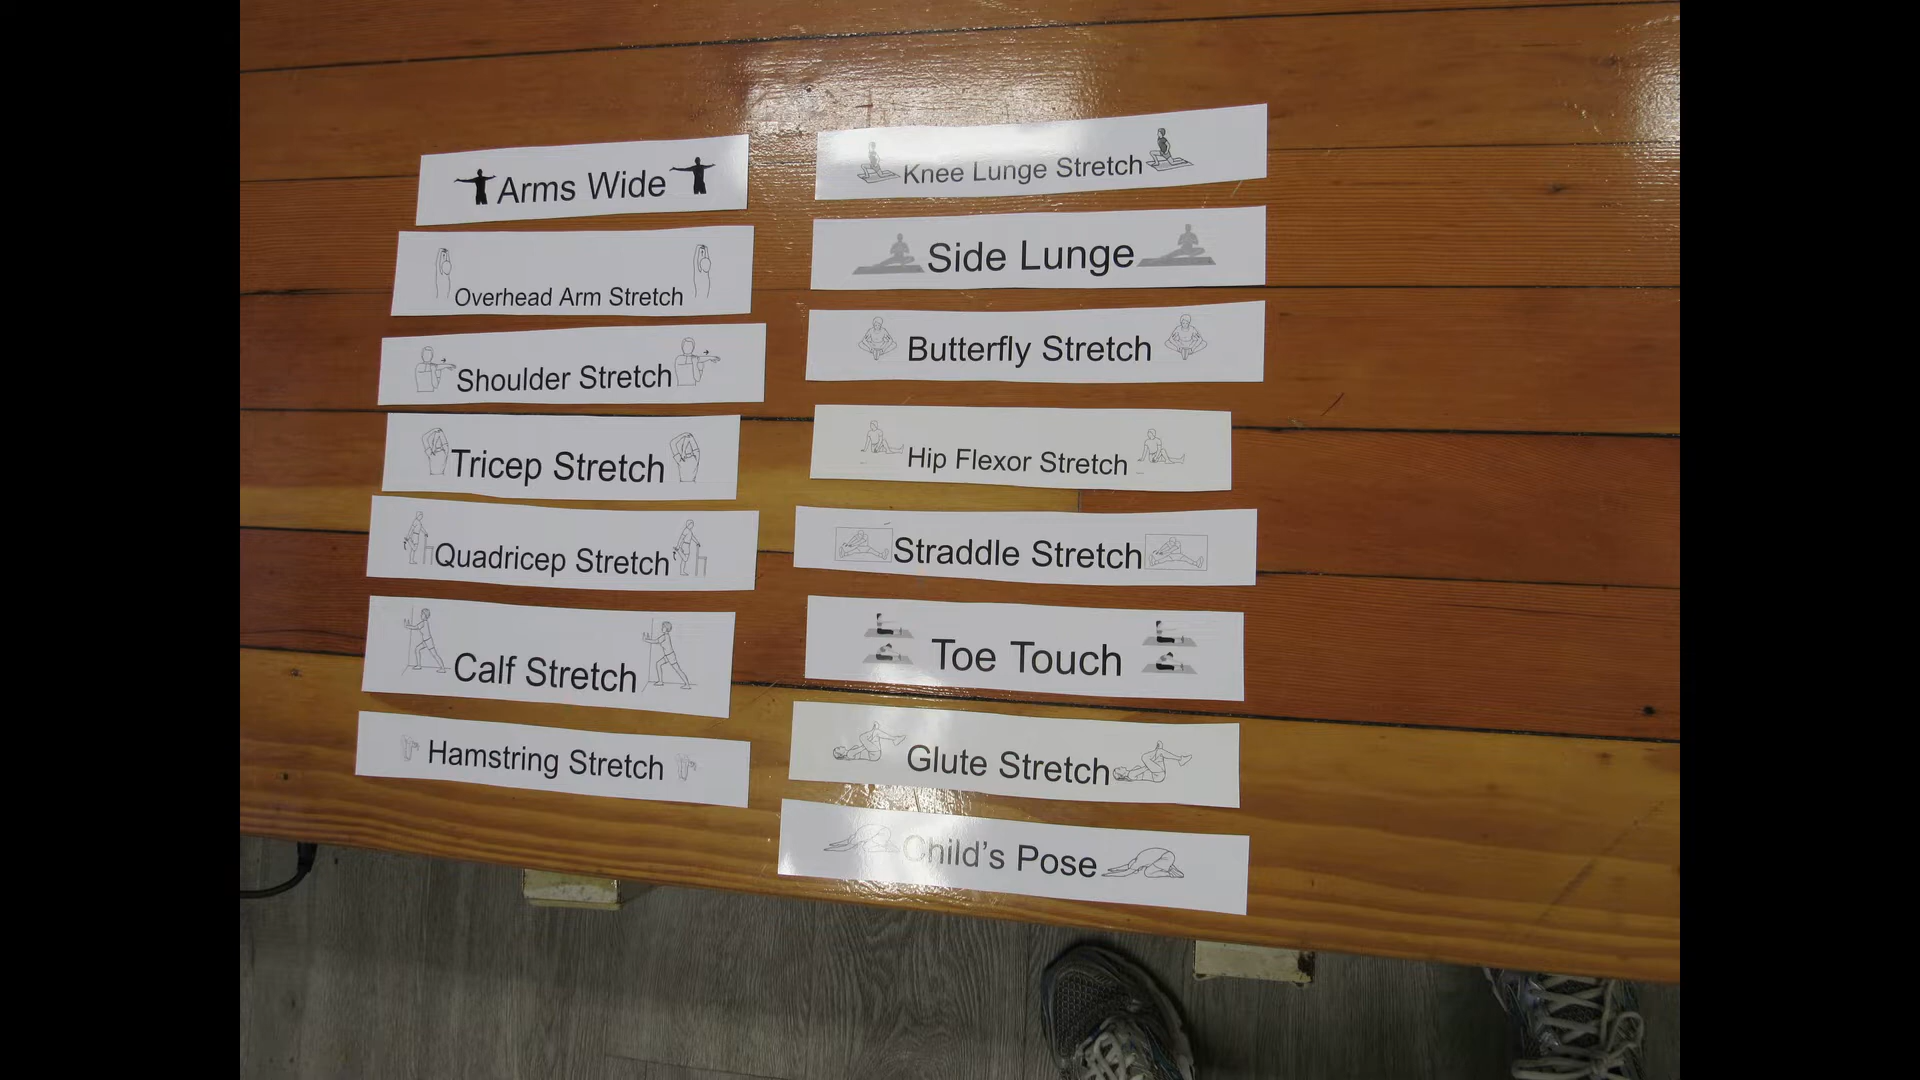 Arms Wide
Overhead Arm Stretch
Shoulder Stretch
Tricep Stretch
Quadricep Stretch
Calf Stretch
Hamstring Stretch
Knee Lunge Stretch
Side Lunge
Butterfly Stretch
Hip Flexor Stretch
Straddle Stretch
Toe Touch
Glute Stretch
Child’s Pose